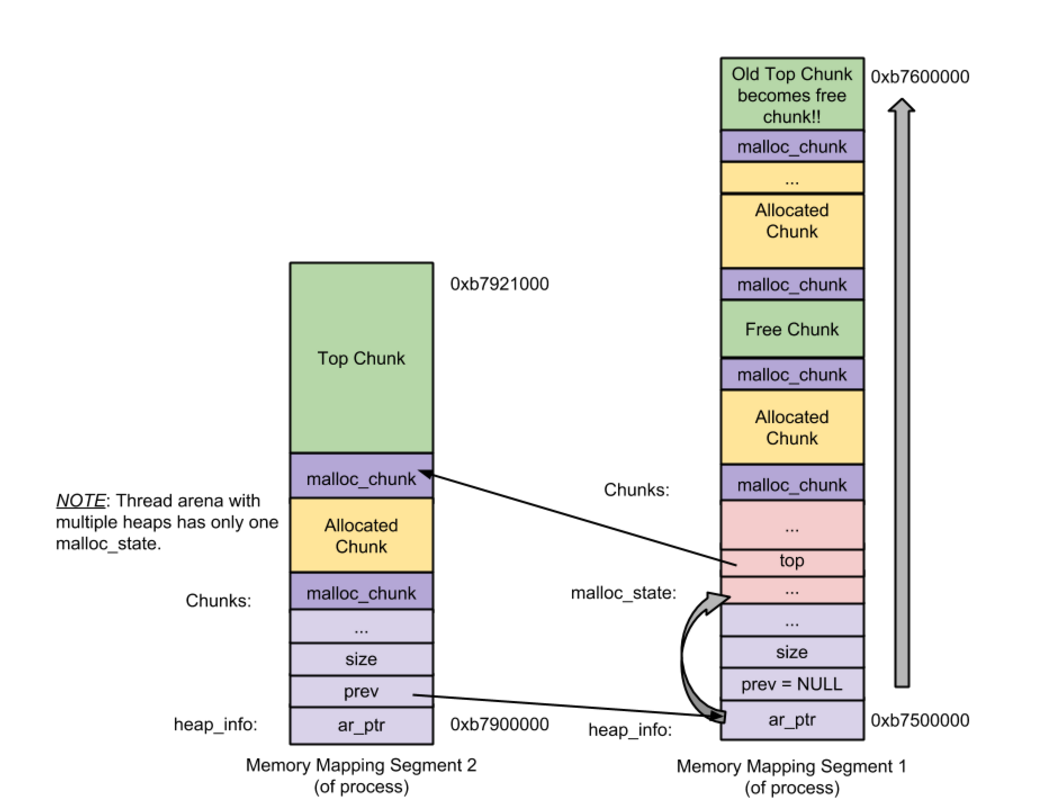 Old Top Chunk
becomes free
chunk!!
0xb7600000
malloc_chunk
...
Allocated
Chunk
malloc_chunk
Free Chunk
malloc_chunk
Allocated
Chunk
Chunks:
malloc_chunk
...
top
malloc_state:
...
...
size
prev = NULL
heap_info:
ar_ptr
0xb7500000
Memory Mapping Segment 1
(of process)
0xb7921000
Top Chunk
malloc_chunk
NOTE: Thread arena with
multiple heaps has only one
malloc_state.
Allocated
Chunk
Chunks:
malloc_chunk
...
size
prev
heap_info:
ar_ptr
0xb7900000
Memory Mapping Segment 2
(of process)